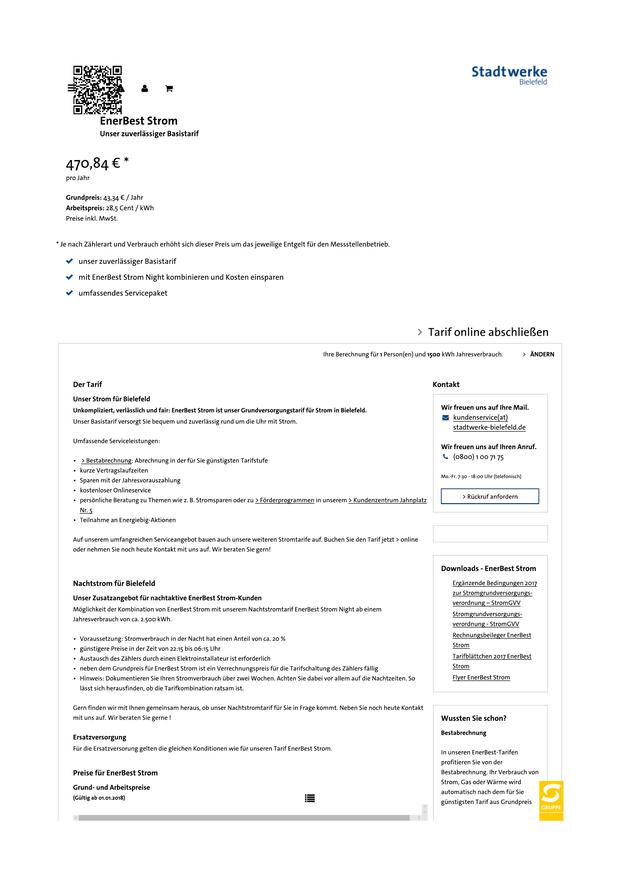 Stadtwerke
Bielefeld
EnerBest Strom
Unser zuverlässiger Basistarif
470,84 € *
pro Jahr
Grundpreis: 43,34 € / Jahr
Arbeitspreis: 28,5 Cent / kWh
Preise inkl. MwSt.
* Je nach Zählerart und Verbrauch erhöht sich dieser Preis um das jeweilige Entgelt für den Messstellenbetrieb.
unser zuverlässiger Basistarif
mit EnerBest Strom Night kombinieren und Kosten einsparen
umfassendes Servicepaket
> Tarif online abschließen
Ihre Berechnung für 1 Person(en) und 1500 kWh Jahresverbrauch. > ÄNDERN
Der Tarif
Unser Strom für Bielefeld
Unkompliziert, verlässlich und fair: EnerBest Strom ist unser Grundversorgungstarif für Strom in Bielefeld.
Unser Basistarif versorgt Sie bequem und zuverlässig rund um die Uhr mit Strom.
Umfassende Serviceleistungen:
• > Bestabrechnung: Abrechnung in der für Sie günstigsten Tarifstufe
• kurze Vertragslaufzeiten
• Sparen mit der Jahresvorauszahlung
• kostenloser Onlineservice
• persönliche Beratung zu Themen wie z. B. Stromsparen oder zu > Förderprogrammen in unserem > Kundenzentrum Jahnplatz
Nr. 5
• Teilnahme an Energiebig-Aktionen
Auf unserem umfangreichen Serviceangebot bauen auch unsere weiteren Stromtarife auf. Buchen Sie den Tarif jetzt > online
oder nehmen Sie noch heute Kontakt mit uns auf. Wir beraten Sie gern!
Nachtstrom für Bielefeld
Unser Zusatzangebot für nachtaktive EnerBest Strom-Kunden
Möglichkeit der Kombination von EnerBest Strom mit unserem Nachtstromtarif EnerBest Strom Night ab einem
Jahresverbrauch von ca. 2.500 kWh.
• Voraussetzung: Stromverbrauch in der Nacht hat einen Anteil von ca. 20 %
• günstigere Preise in der Zeit von 22:15 bis 06:15 Uhr
• Austausch des Zählers durch einen Elektroinstallateur ist erforderlich
• neben dem Grundpreis für EnerBest Strom ist ein Verrechnungspreis für die Tarifschaltung des Zählers fällig
• Hinweis: Dokumentieren Sie Ihren Stromverbrauch über zwei Wochen. Achten Sie dabei vor allem auf die Nachtzeiten. So
lässt sich herausfinden, ob die Tarifkombination ratsam ist.
Gern finden wir mit Ihnen gemeinsam heraus, ob unser Nachtstromtarif für Sie in Frage kommt. Neben Sie noch heute Kontakt
mit uns auf. Wir beraten Sie gerne !
Ersatzversorgung
Für die Ersatzversorung gelten die gleichen Konditionen wie für unseren Tarif EnerBest Strom.
Preise für EnerBest Strom
Grund- und Arbeitspreise
(Gültig ab 01.01.2018)
Kontakt
Wir freuen uns auf Ihre Mail.
kundenservice(at)
stadtwerke-bielefeld.de
Wir freuen uns auf Ihren Anruf.
(0800) 1 00 71 75
Mo.-Fr. 7:30 - 18:00 Uhr (telefonisch)
> Rückruf anfordern
Downloads - EnerBest Strom
Ergänzende Bedingungen 2017
zur Stromgrundversorgungs-
verordnung – StromGVV
Stromgrundversorgungs-
verordnung - StromGVV
Rechnungsbeileger EnerBest
Strom
Tarifblättchen 2017 EnerBest
Strom
Flyer EnerBest Strom
Wussten Sie schon?
Bestabrechnung
In unseren EnerBest-Tarifen
profitieren Sie von der
Bestabrechnung. Ihr Verbrauch von
Strom, Gas oder Wärme wird
automatisch nach dem für Sie
günstigsten Tarif aus Grundpreis
GRUPPE